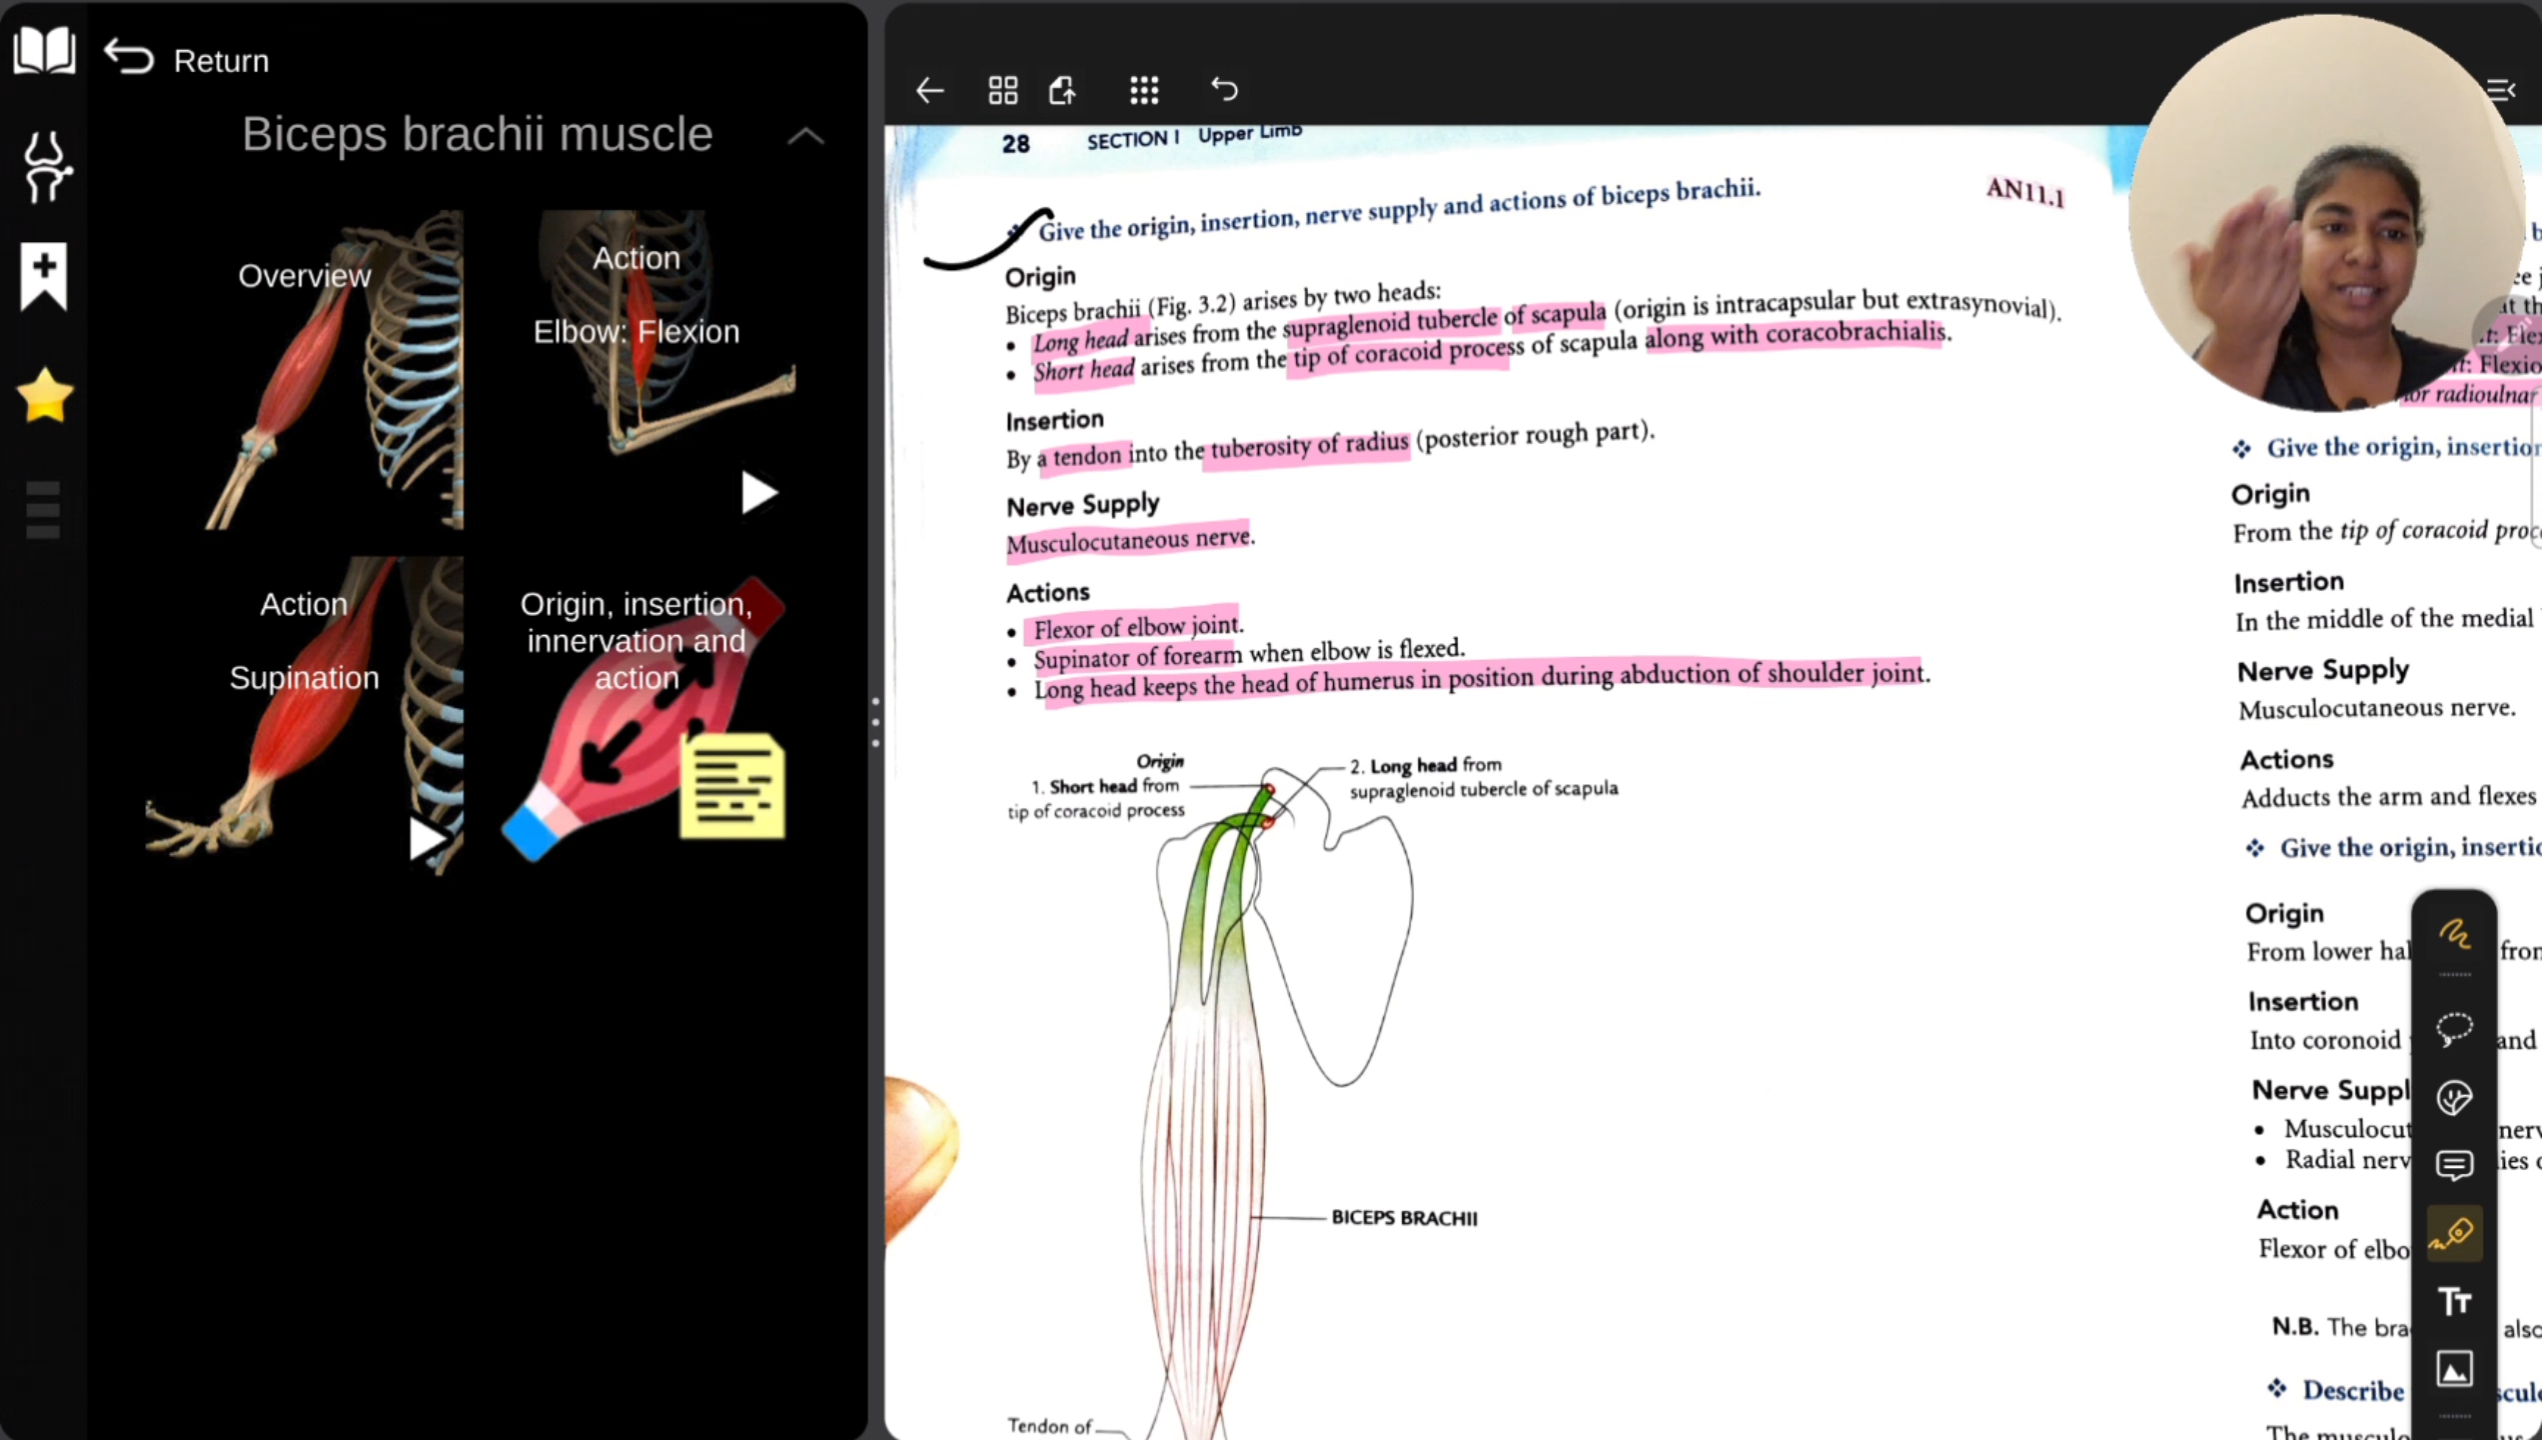 Return
Biceps brachii muscle
Overview
Action
Elbow: Flexion
Action
Supination
Origin, insertion,
innervation and
action
28 SECTION I Upper Limb
Give the origin, insertion, nerve supply and actions of biceps brachii. AN11.1
Origin
Biceps brachii (Fig. 3.2) arises by two heads:
• Long head arises from the supraglenoid tubercle of scapula (origin is intracapsular but extrasynovial).
• Short head arises from the tip of coracoid process of scapula along with coracobrachialis.
Insertion
By a tendon into the tuberosity of radius (posterior rough part).
Nerve Supply
Musculocutaneous nerve.
Actions
• Flexor of elbow joint.
• Supinator of forearm when elbow is flexed.
• Long head keeps the head of humerus in position during abduction of shoulder joint.
Origin
1. Short head from
tip of coracoid process
2. Long head from
supraglenoid tubercle of scapula
BICEPS BRACHII
Tendon of
radioulnar
❖ Give the origin,
Origin
From the tip of coracoid
Insertion
In the middle of the medial
Nerve Supply
Musculocutaneous nerve.
Actions
Adducts the arm and flexes
❖ Give the origin,
Origin
From lower
Insertion
Into coronoid and
Nerve
•
• Radial
Action
Flexor of
N.B. The
❖ Describe
The
TT